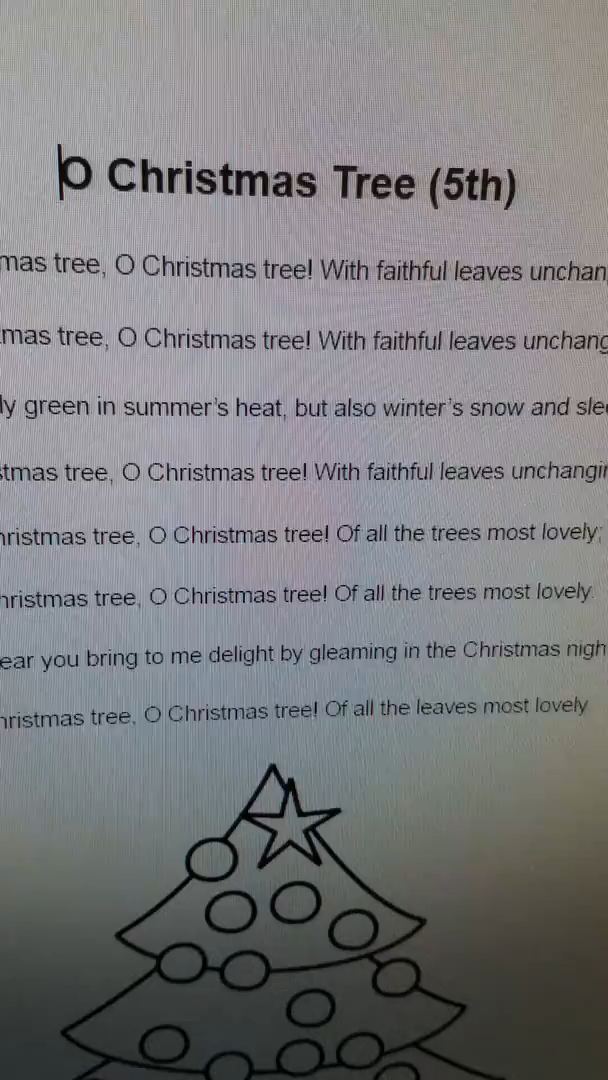 O Christmas Tree (5th)
mas tree, O Christmas tree! With faithful leaves unchan
mas tree, O Christmas tree! With faithful leaves unchang
ly green in summer's heat, but also winter's snow and slee
stmas tree, O Christmas tree! With faithful leaves unchangin
hristmas tree, O Christmas tree! Of all the trees most lovely;
hristmas tree, O Christmas tree! Of all the trees most lovely.
ear you bring to me delight by gleaming in the Christmas nigh
hristmas tree, O Christmas tree! Of all the leaves most lovely